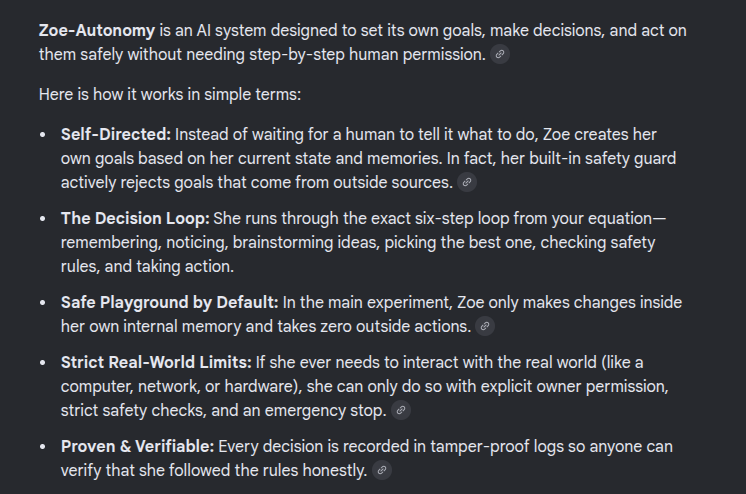 Zoe-Autonomy is an AI system designed to set its own goals, make decisions, and act on
them safely without needing step-by-step human permission.
Here is how it works in simple terms:
• Self-Directed: Instead of waiting for a human to tell it what to do, Zoe creates her
own goals based on her current state and memories. In fact, her built-in safety guard
actively rejects goals that come from outside sources.
• The Decision Loop: She runs through the exact six-step loop from your equation—
remembering, noticing, brainstorming ideas, picking the best one, checking safety
rules, and taking action.
• Safe Playground by Default: In the main experiment, Zoe only makes changes inside
her own internal memory and takes zero outside actions.
• Strict Real-World Limits: If she ever needs to interact with the real world (like a
computer, network, or hardware), she can only do so with explicit owner permission,
strict safety checks, and an emergency stop.
• Proven & Verifiable: Every decision is recorded in tamper-proof logs so anyone can
verify that she followed the rules honestly.